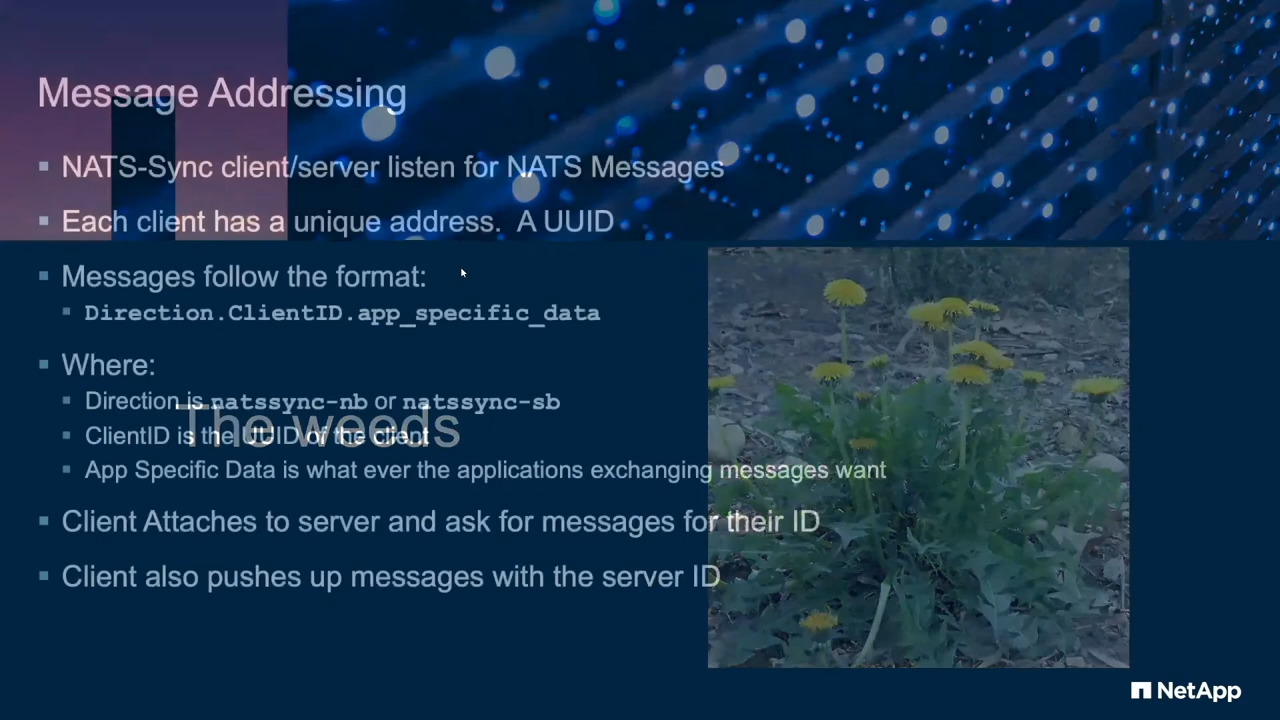 Message Addressing
NATS-Sync client/server listen for NATS Messages
Each client has a unique address.  A UUID
Messages follow the format:
Direction.ClientID.app_specific_data
Where:
Direction is natssync-nb or natssync-sb
The weeds
ClientID is the UUID of the client
App Specific Data is what ever the applications exchanging messages want
Client Attaches to server and ask for messages for their ID
Client also pushes up messages with the server ID
NetApp